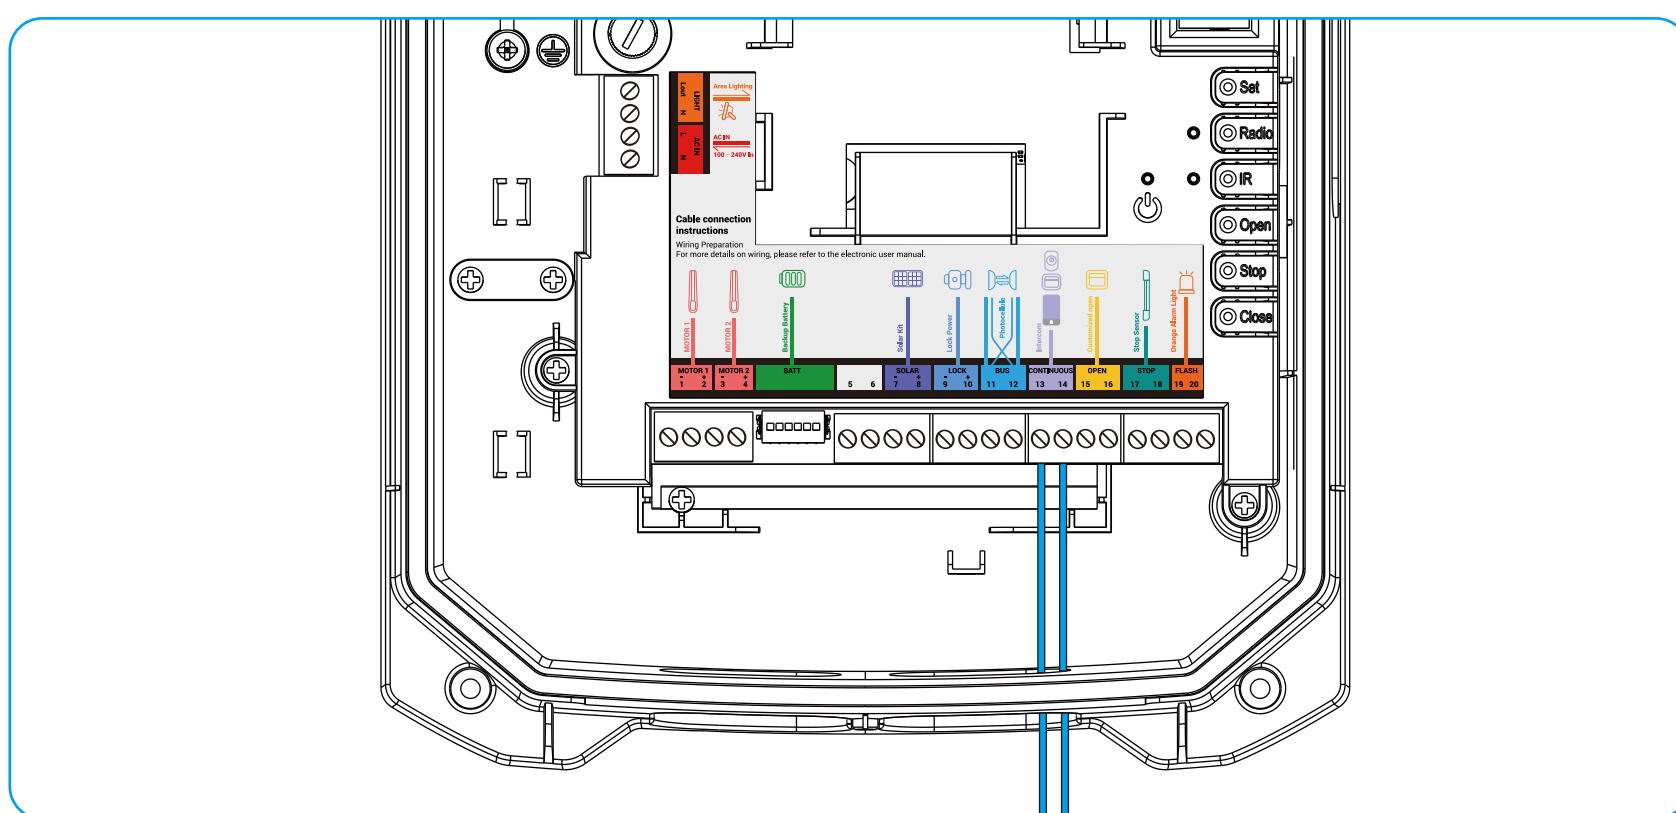 Set
Radio
IR
Open
Stop
Close
Lout N
LIGHT
Area Lighting
L N
AC IN
AC IN
100 - 240V In
Cable connection
instructions
Wiring Preparation
For more details on wiring, please refer to the electronic user manual.
MOTOR 1
MOTOR 2
Backup Battery
Solar Kit
Lock Power
Photocellule
Intercom
Customized open
Stop Sensor
Orange Alarm Light
MOTOR 1 MOTOR 2 BATT SOLAR LOCK BUS CONTINUOUS OPEN STOP FLASH
- + - + - + - +
1 2 3 4 5 6 7 8 9 10 11 12 13 14 15 16 17 18 19 20